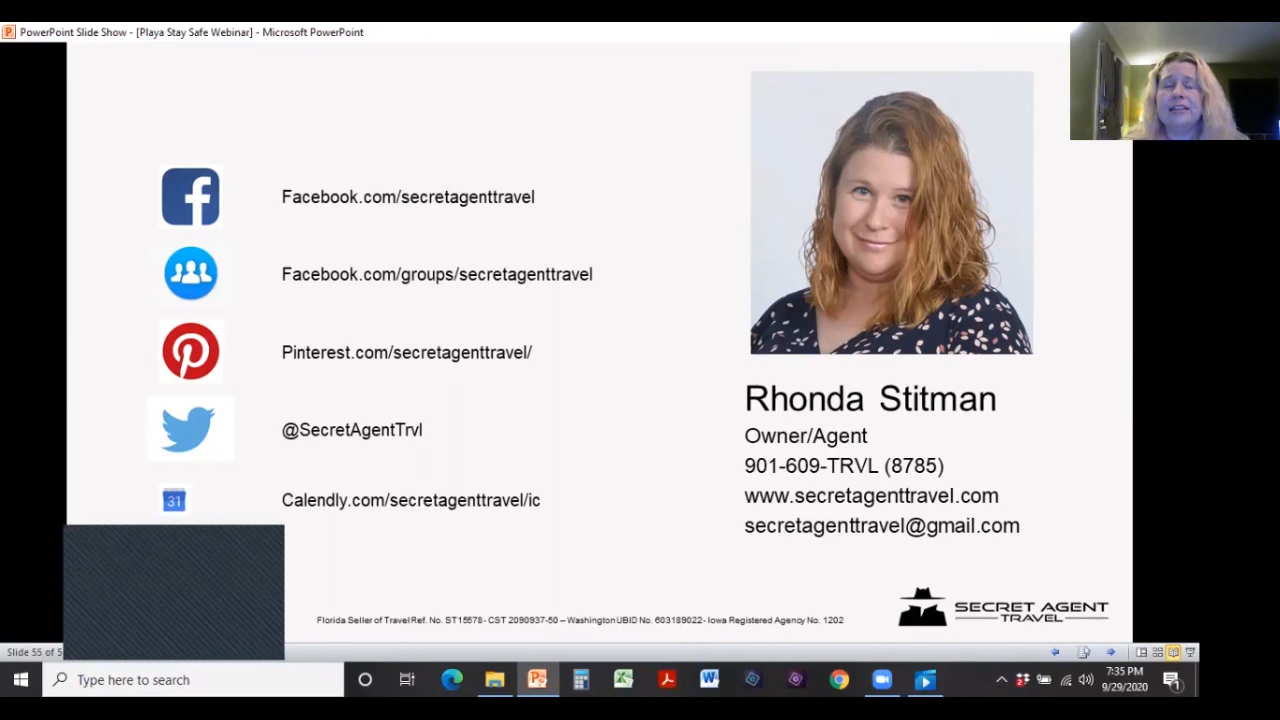 PowerPoint Slide Show - [Playa Stay Safe Webinar] - Microsoft PowerPoint
Facebook.com/secretagenttravel
Facebook.com/groups/secretagenttravel
Pinterest.com/secretagenttravel/
@SecretAgentTrvl
31
Calendly.com/secretagenttravel/ic
Rhonda Stitman
Owner/Agent
901-609-TRVL (8785)
www.secretagenttravel.com
secretagenttravel@gmail.com
SECRET AGENT
TRAVEL
Florida Seller of Travel Ref. No. ST15578- CST 2090937-50 – Washington UBID No. 603189022- Iowa Registered Agency No. 1202
Slide 55 of 5
Type here to search
7:35 PM
9/29/2020
1